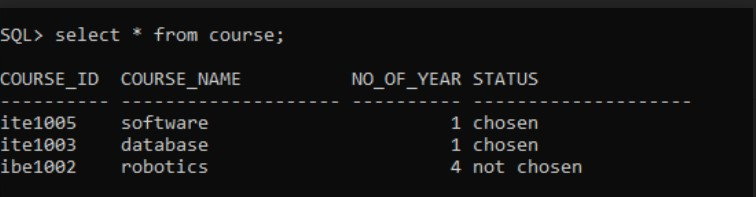 SQL> select * from course;
COURSE_ID  COURSE_NAME          NO_OF_YEAR STATUS
---------- -------------------- ---------- --------------------
ite1005    software                      1 chosen
ite1003    database                      1 chosen
ibe1002    robotics                      4 not chosen